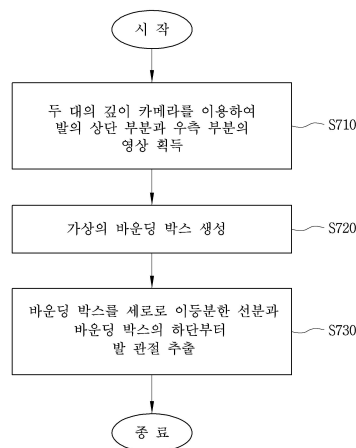 시 작
두 대의 깊이 카메라를 이용하여
발의 상단 부분과 우측 부분의
영상 획득
S710
가상의 바운딩 박스 생성
S720
바운딩 박스를 세로로 이등분한 선분과
바운딩 박스의 하단부터
발 관절 추출
S730
종 료